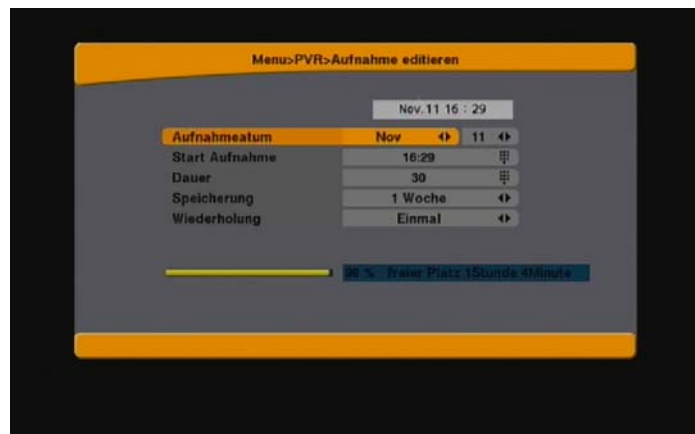 Menu>PVR>Aufnahme editieren
Nov. 11 16 : 29
Aufnahmeatum Nov 11
Start Aufnahme 16:29
Dauer 30
Speicherung 1 Woche
Wiederholung Einmal
% freier Platz 1Stunde 4Minute